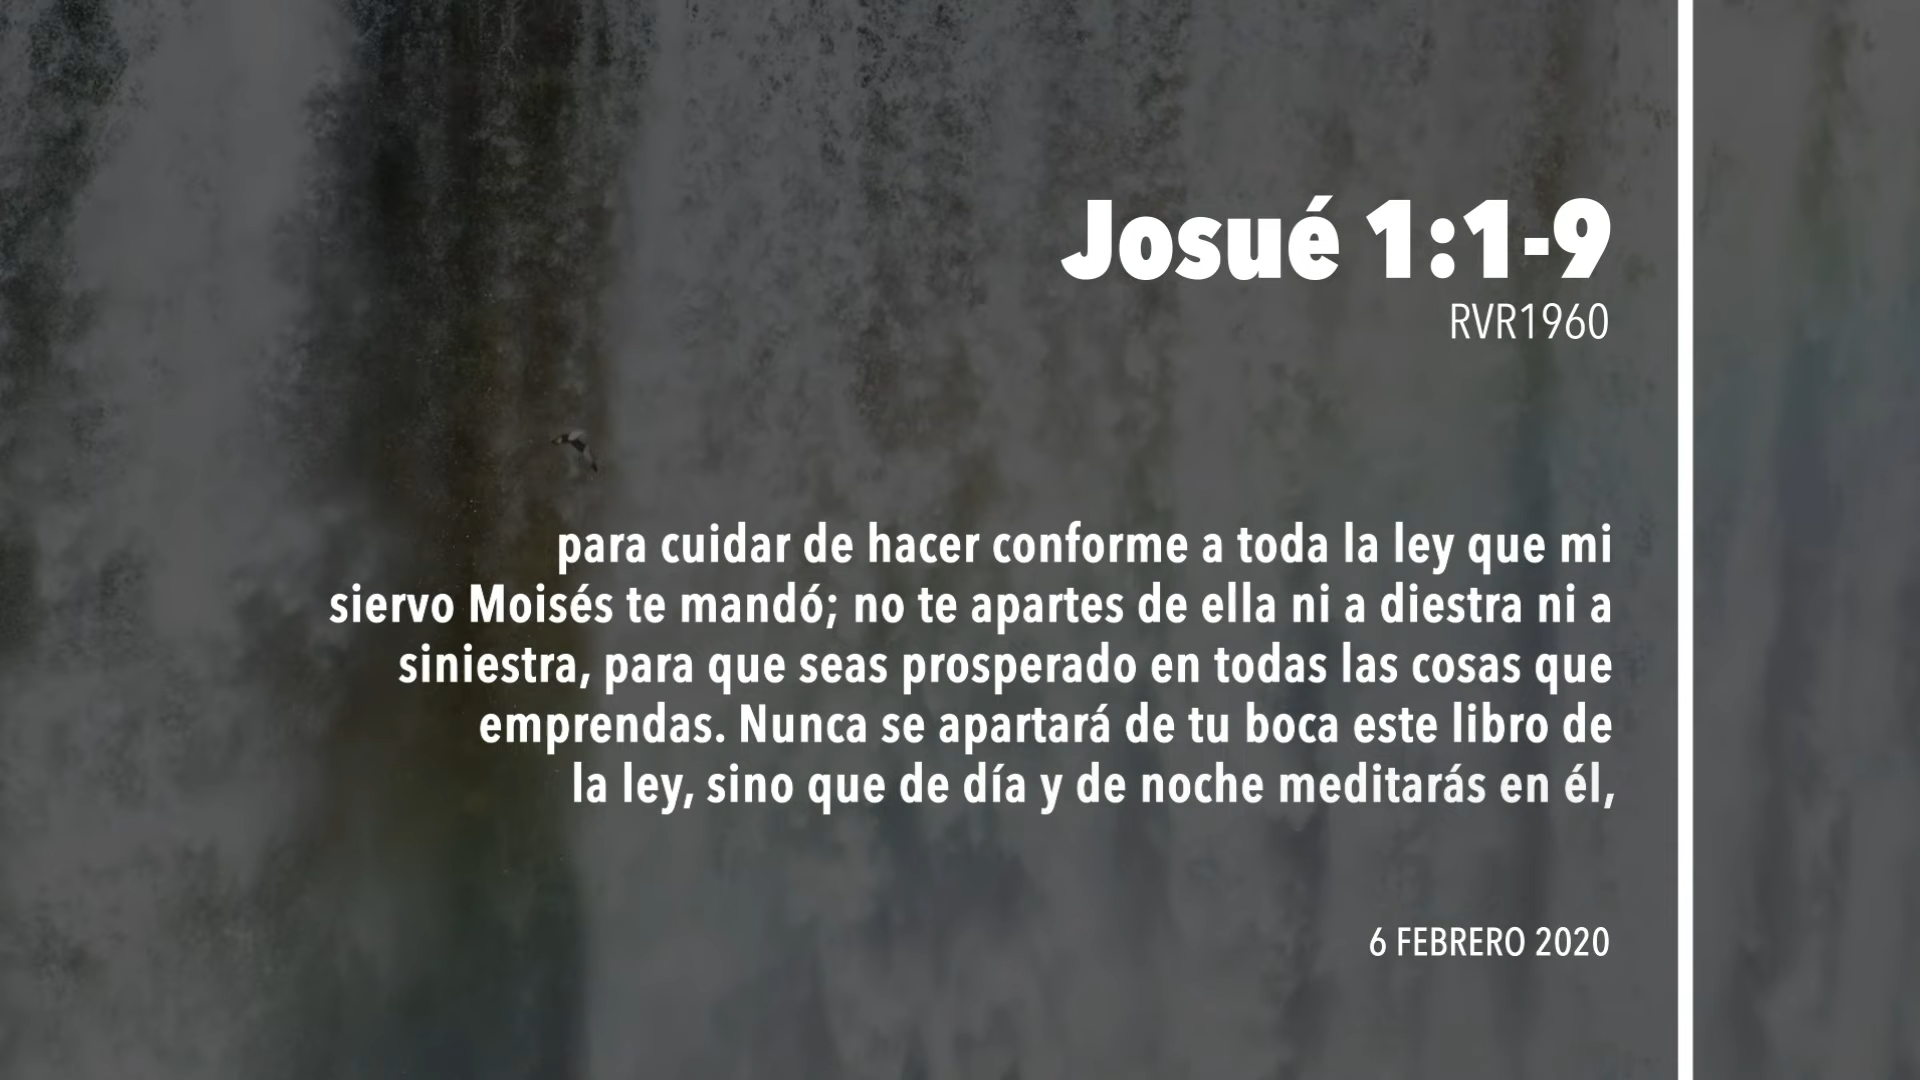 Josué 1:1-9
RVR1960
para cuidar de hacer conforme a toda la ley que mi
siervo Moisés te mandó; no te apartes de ella ni a diestra ni a
siniestra, para que seas prosperado en todas las cosas que
emprendas. Nunca se apartará de tu boca este libro de
la ley, sino que de día y de noche meditarás en él,
6 FEBRERO 2020